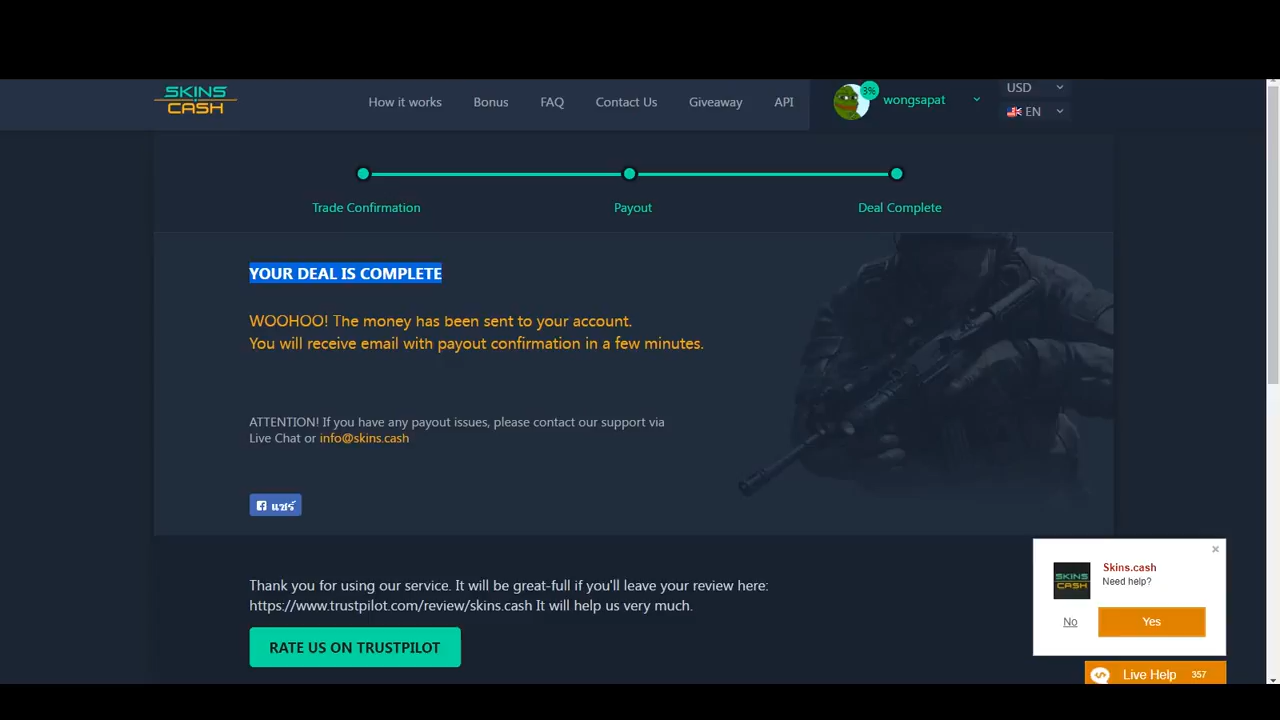 SKINS
CASH
How it works
Bonus
FAQ
Contact Us
Giveaway
API
3%
wongsapat
USD
EN
Trade Confirmation
Payout
Deal Complete
YOUR DEAL IS COMPLETE
WOOHOO! The money has been sent to your account.
You will receive email with payout confirmation in a few minutes.
ATTENTION! If you have any payout issues, please contact our support via
Live Chat or info@skins.cash
แชร์
Thank you for using our service. It will be great-full if you'll leave your review here:
https://www.trustpilot.com/review/skins.cash It will help us very much.
RATE US ON TRUSTPILOT
SKINS
CASH
Skins.cash
Need help?
No
Yes
Live Help
357